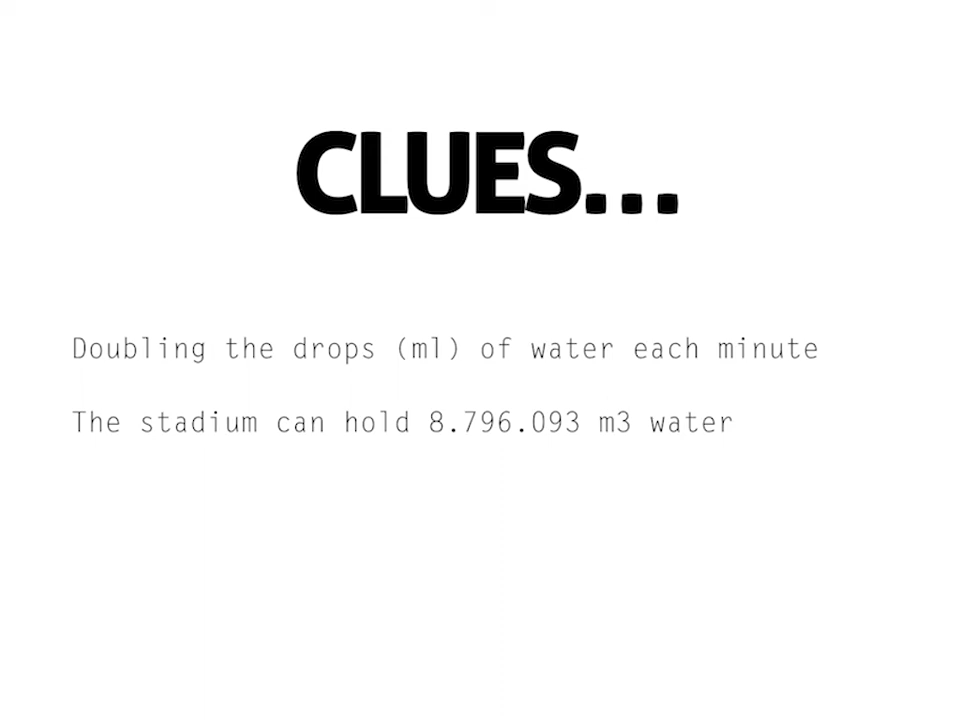 CLUES...
Doubling the drops (ml) of water each minute
The stadium can hold 8.796.093 m3 water